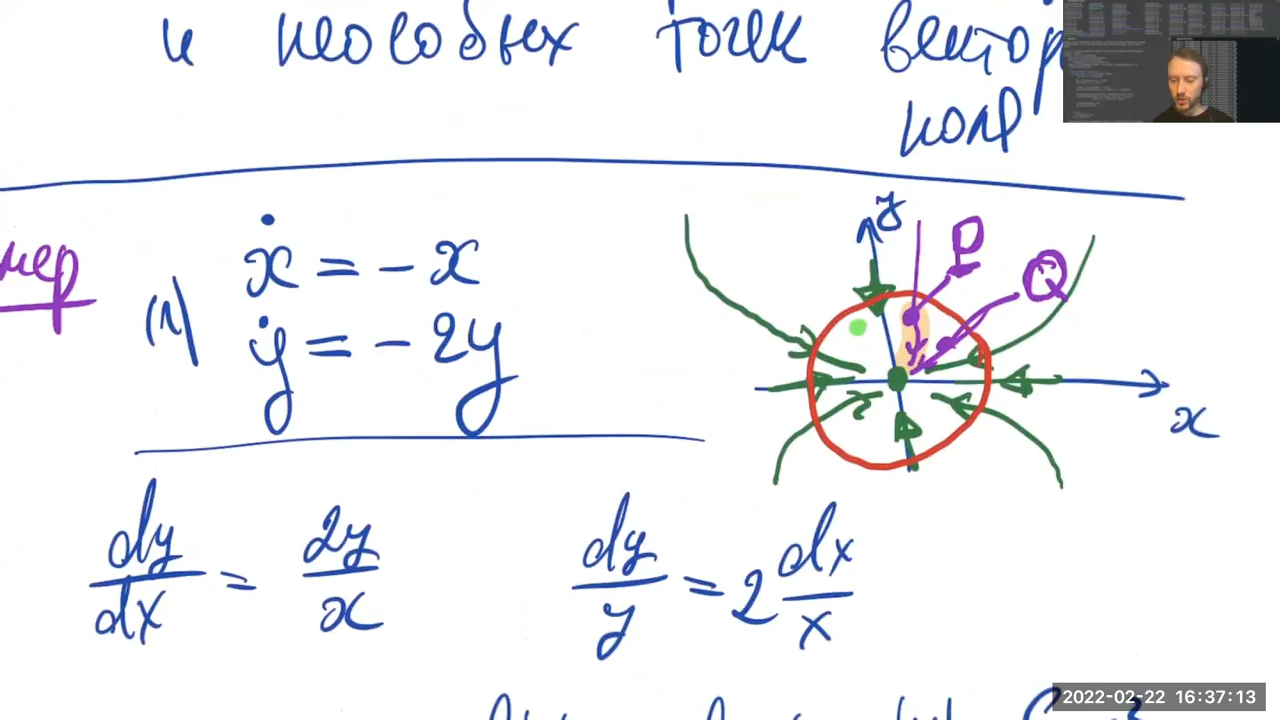 и неособых точек вектор
поля
мер
(1) ẋ = - x
ẏ = - 2y
y
P
Q
x
dy/dx = 2y/x
dy/y = 2 dx/x
2022-02-22 16:37:13